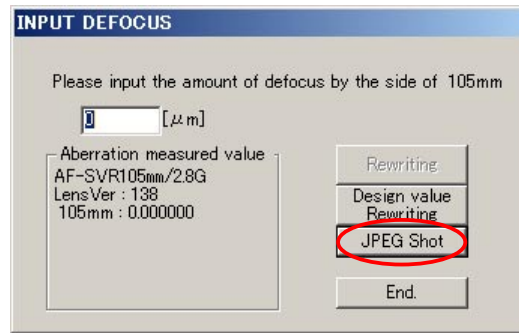 INPUT DEFOCUS
Please input the amount of defocus by the side of 105mm
0 [μm]
Aberration measured value
AF-SVR105mm/2.8G
LensVer : 138
105mm : 0.000000
Rewriting
Design value
Rewriting
JPEG Shot
End.